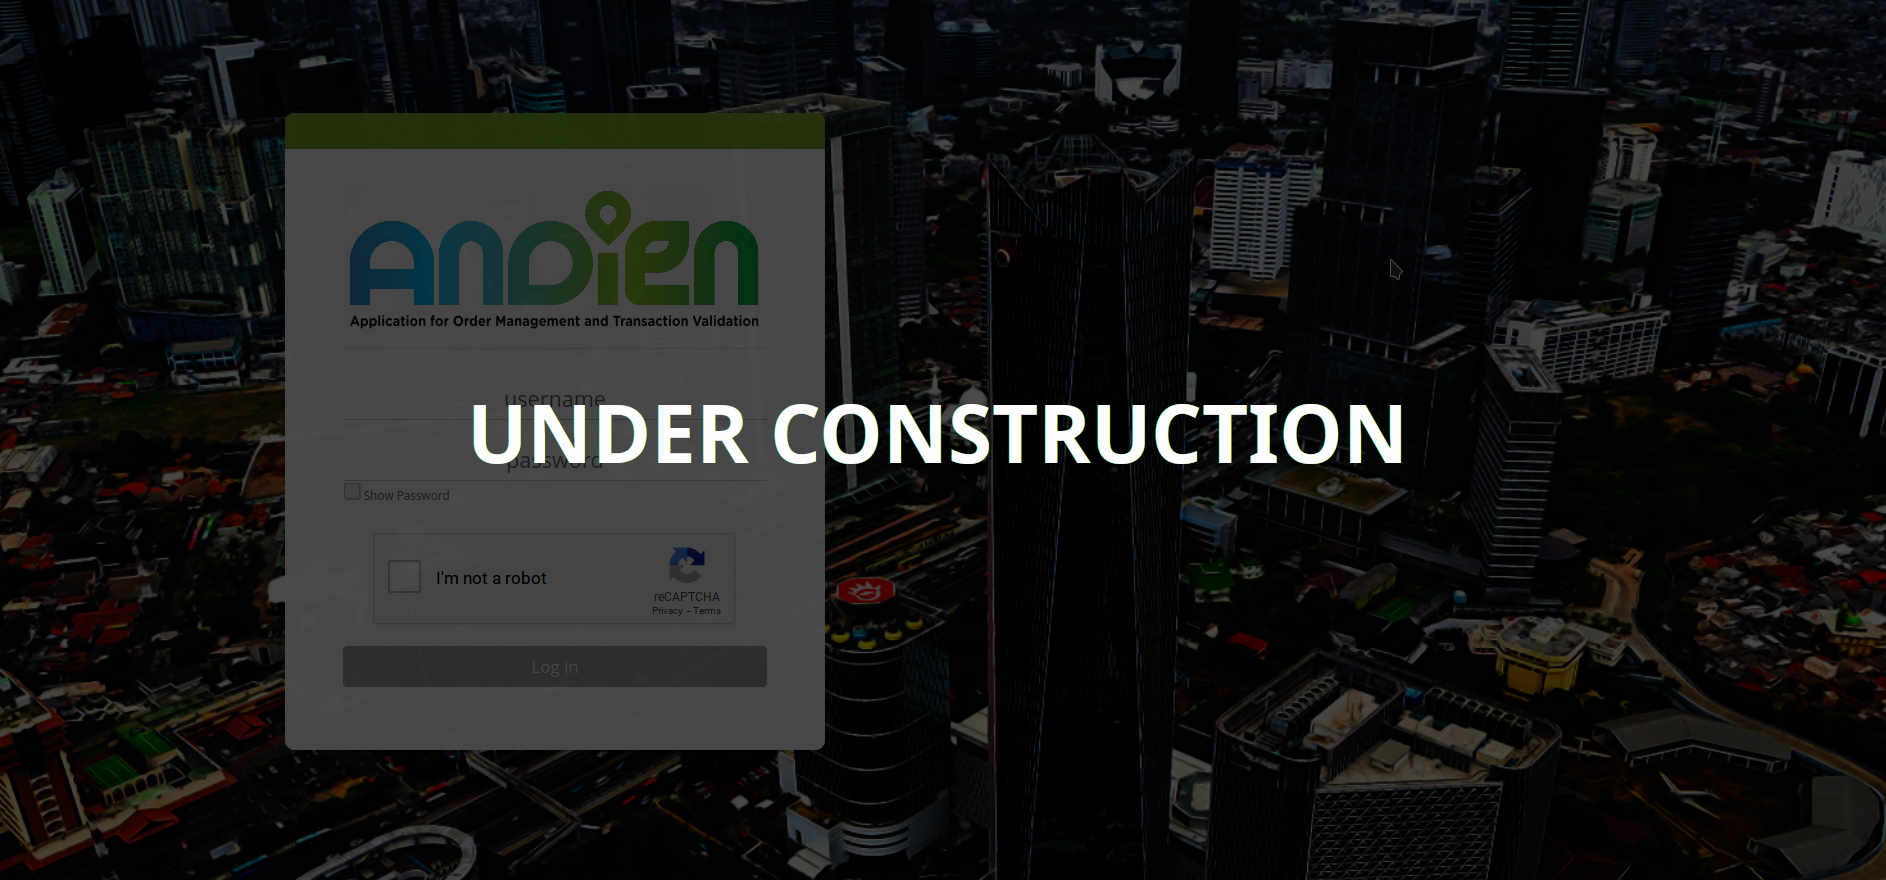 ANDIEN
Application for Order Management and Transaction Validation
username
UNDER CONSTRUCTION
password
Show Password
I'm not a robot
reCAPTCHA
Privacy - Terms
Log in